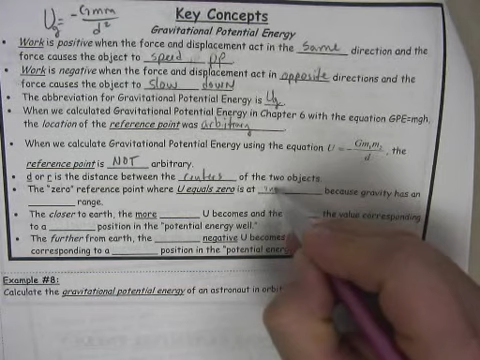 Key Concepts
Ug = -Gmm / d²
Gravitational Potential Energy
• Work is positive when the force and displacement act in the same direction and the
force causes the object to speed up.
• Work is negative when the force and displacement act in opposite directions and the
force causes the object to slow down.
• The abbreviation for Gravitational Potential Energy is Ug
• When we calculated Gravitational Potential Energy in Chapter 6 with the equation GPE=mgh,
the location of the reference point was arbitrary
• When we calculate Gravitational Potential Energy using the equation U = - Gm₁m₂ / d, the
reference point is NOT arbitrary.
• d or r is the distance between the centers of the two objects
• The "zero" reference point where U equals zero is at ______ because gravity has an
______ range.
• The closer to earth, the more ______ U becomes and the the value corresponding
to a ______ position in the "potential energy well."
• The further from earth, the ______ negative U becomes
corresponding to a ______ position in the "potential
Example #8:
Calculate the gravitational potential energy of an astronaut in